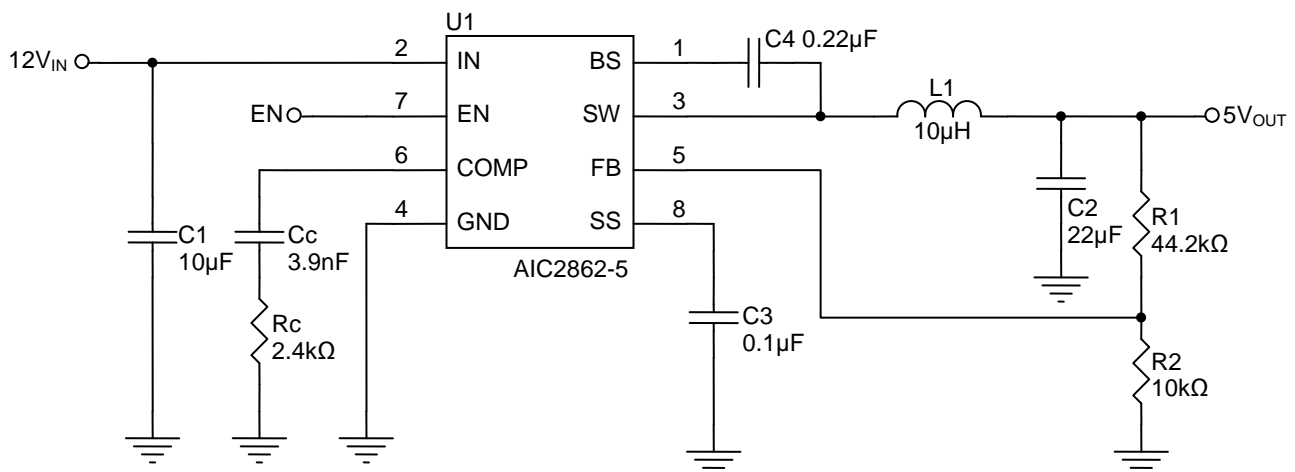 U1
12V_IN
2
IN
BS
1
C4 0.22µF
EN
7
EN
SW
3
L1
10µH
5V_OUT
6
COMP
FB
5
4
GND
SS
8
C1
10µF
Cc
3.9nF
AIC2862-5
C2
22µF
R1
44.2kΩ
Rc
2.4kΩ
C3
0.1µF
R2
10kΩ